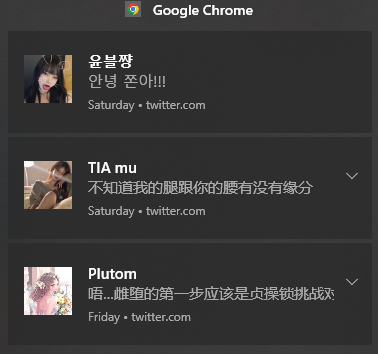 Google Chrome
윤블쨩
안녕 쫀아!!!
Saturday • twitter.com
TIA mu
不知道我的腿跟你的腰有没有缘分
Saturday • twitter.com
Plutom
唔...雌堕的第一步应该是贞操锁挑战对
Friday • twitter.com